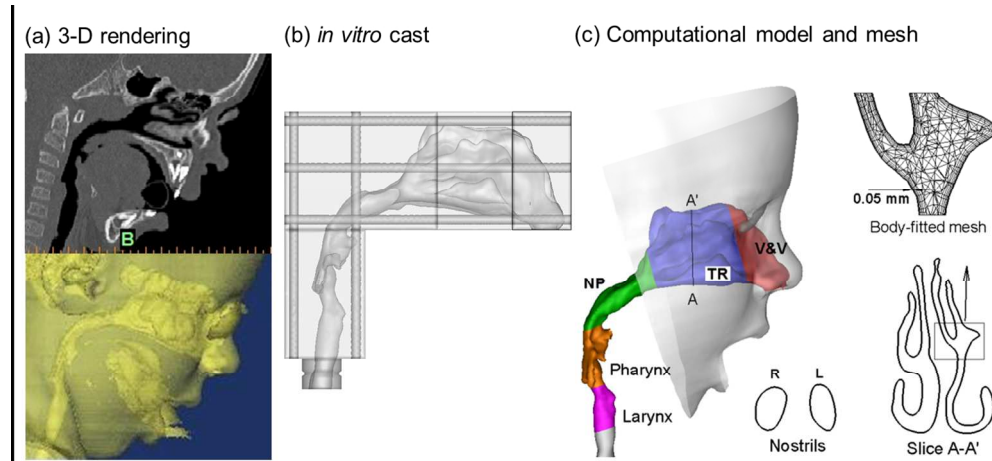 (a) 3-D rendering
(b) in vitro cast
(c) Computational model and mesh
B
A'
V&V
TR
NP
A
Pharynx
Larynx
R L
Nostrils
0.05 mm
Body-fitted mesh
Slice A-A'